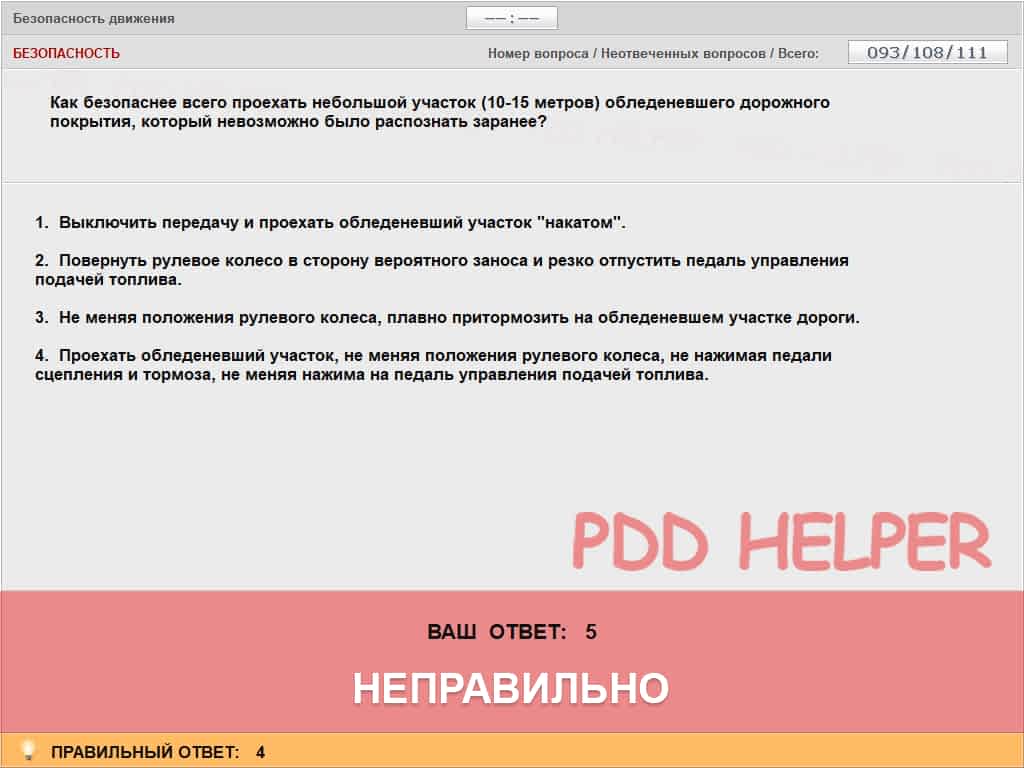 Безопасность движения
—— : ——
БЕЗОПАСНОСТЬ
Номер вопроса / Неотвеченных вопросов / Всего:
093/108/111
Как безопаснее всего проехать небольшой участок (10-15 метров) обледеневшего дорожного
покрытия, который невозможно было распознать заранее?
1. Выключить передачу и проехать обледеневший участок "накатом".
2. Повернуть рулевое колесо в сторону вероятного заноса и резко отпустить педаль управления
подачей топлива.
3. Не меняя положения рулевого колеса, плавно притормозить на обледеневшем участке дороги.
4. Проехать обледеневший участок, не меняя положения рулевого колеса, не нажимая педали
сцепления и тормоза, не меняя нажима на педаль управления подачей топлива.
PDD HELPER
ВАШ ОТВЕТ: 5
НЕПРАВИЛЬНО
ПРАВИЛЬНЫЙ ОТВЕТ: 4